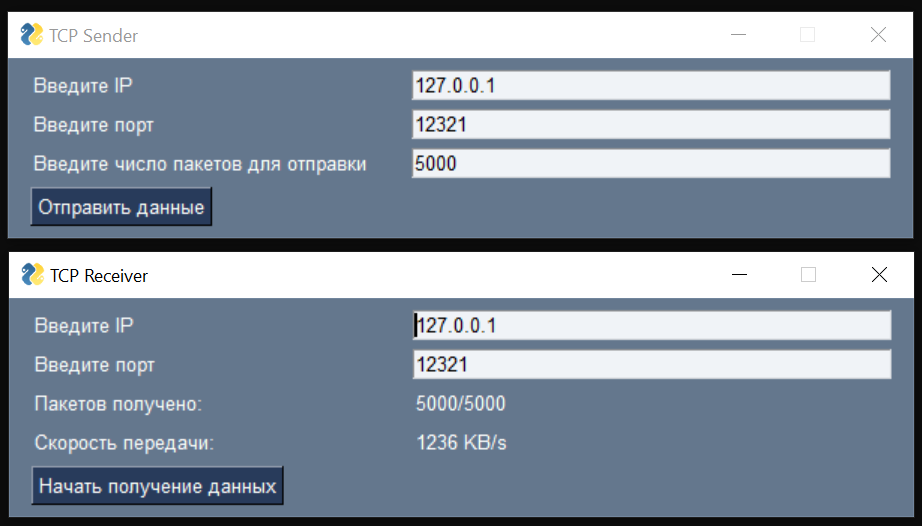 TCP Sender
Введите IP 127.0.0.1
Введите порт 12321
Введите число пакетов для отправки 5000
Отправить данные
TCP Receiver
Введите IP 127.0.0.1
Введите порт 12321
Пакетов получено: 5000/5000
Скорость передачи: 1236 KB/s
Начать получение данных